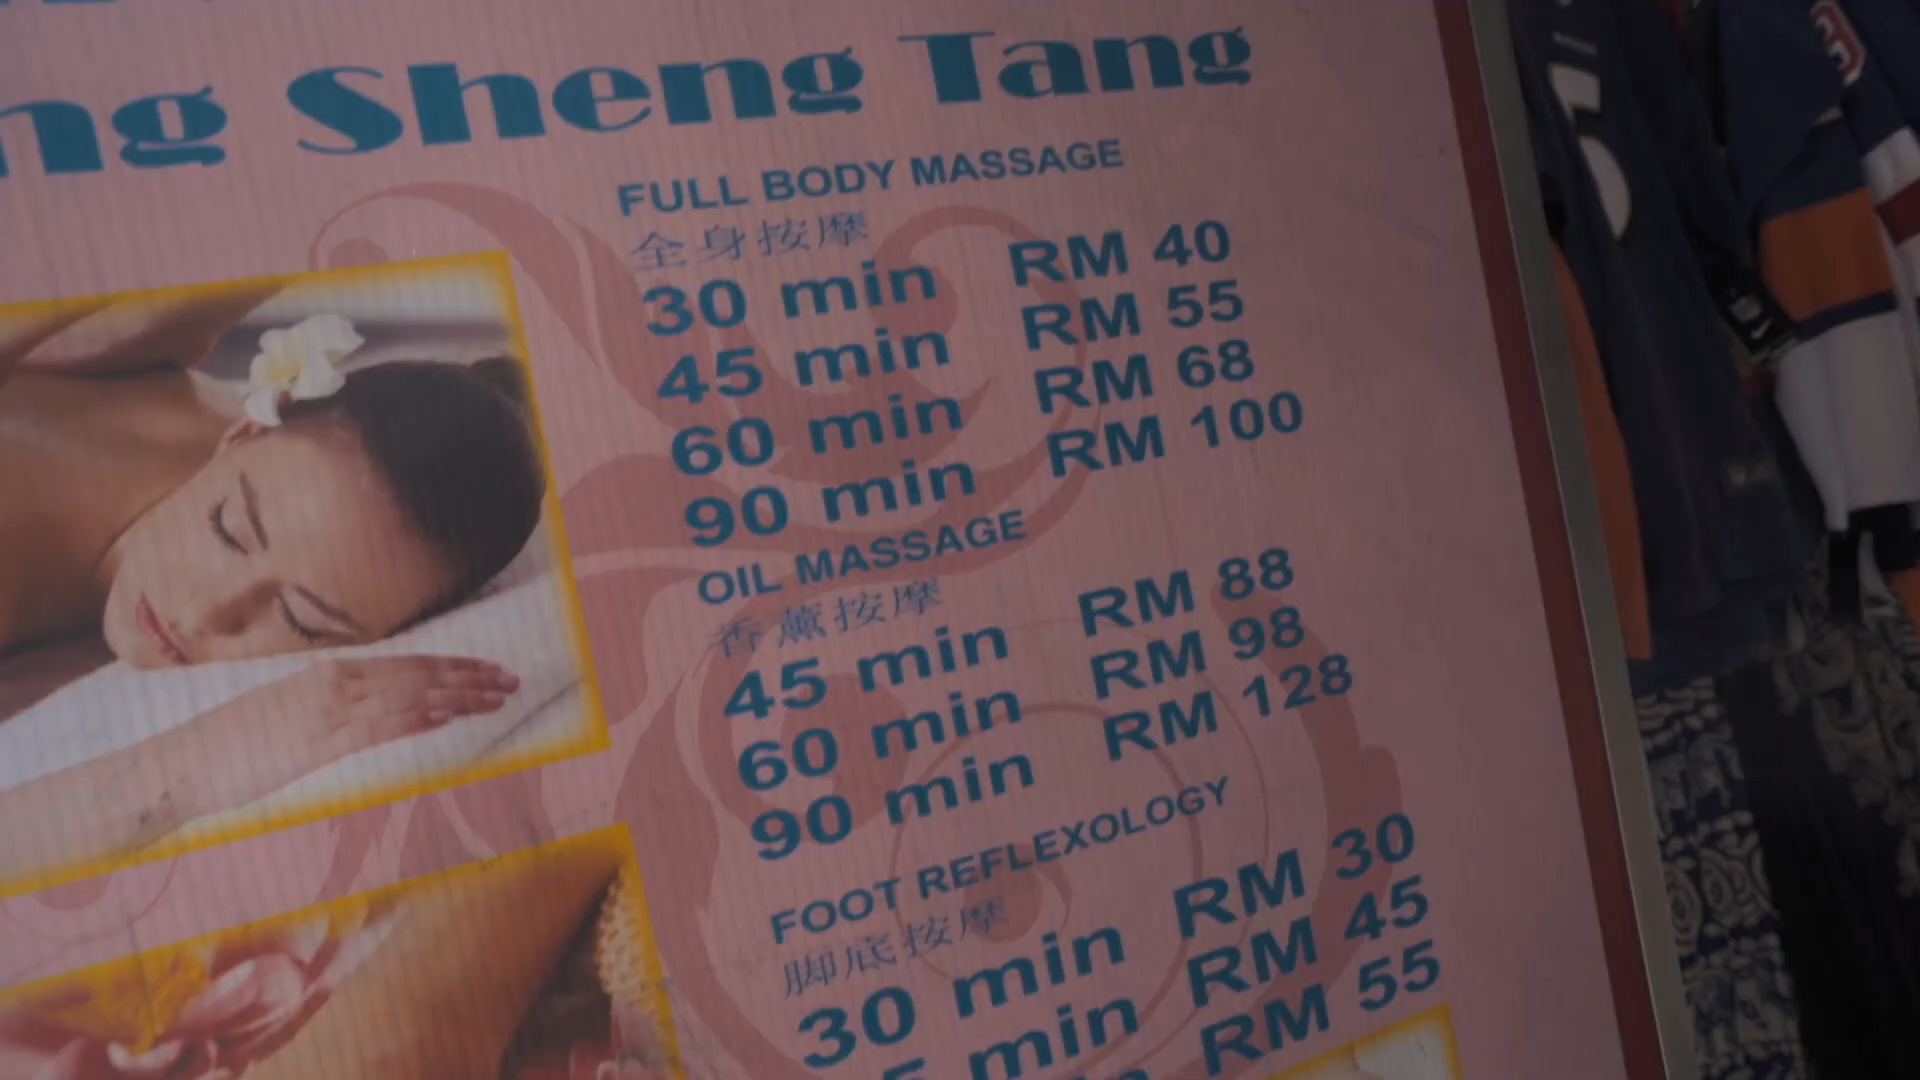 ng Sheng Tang
FULL BODY MASSAGE
全身按摩
30 min RM 40
45 min RM 55
60 min RM 68
90 min RM 100
OIL MASSAGE
香薰按摩
45 min RM 88
60 min RM 98
90 min RM 128
FOOT REFLEXOLOGY
脚底按摩
30 min RM 30
5 min RM 45
RM 55